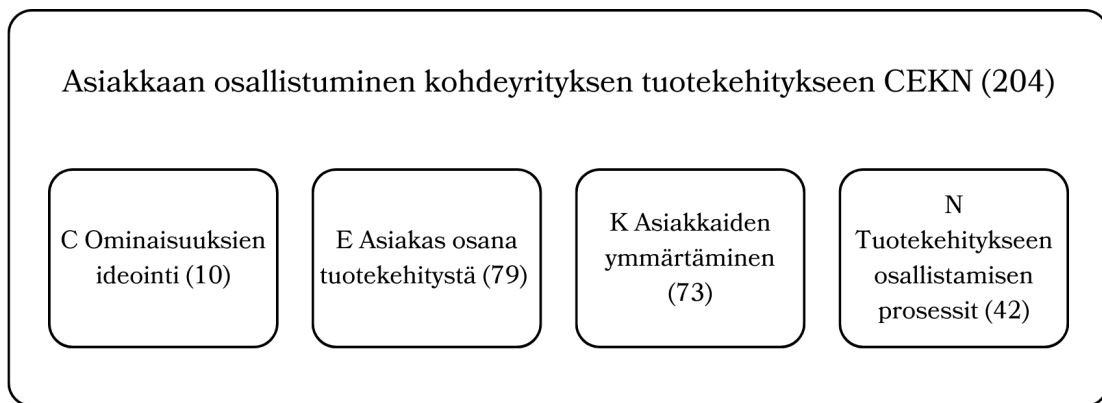 Asiakkaan osallistuminen kohdeyrityksen tuotekehitykseen CEKN (204)
C Ominaisuuksien
ideointi (10)
E Asiakas osana
tuotekehitystä (79)
K Asiakkaiden
ymmärtäminen
(73)
N
Tuotekehitykseen
osallistamisen
prosessit (42)